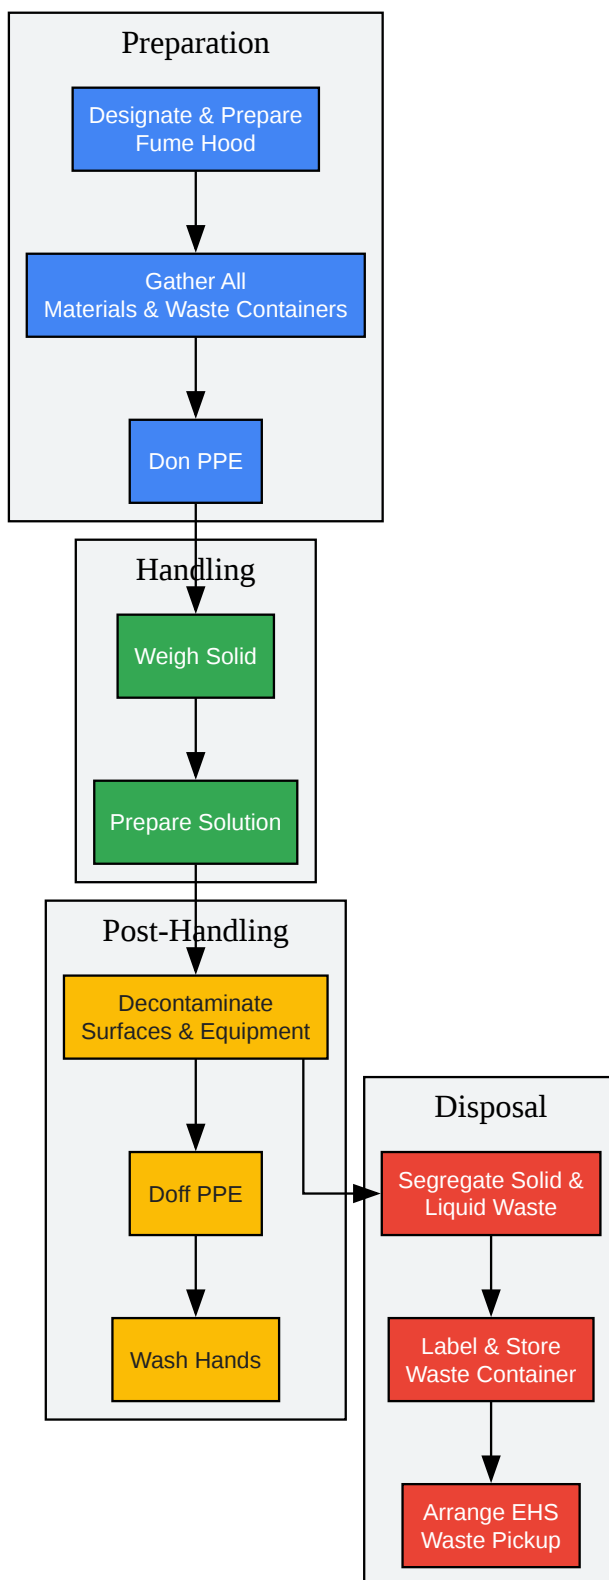 Preparation
Designate & Prepare
Fume Hood
Gather All
Materials & Waste Containers
Don PPE
Handling
Weigh Solid
Prepare Solution
Post-Handling
Decontaminate
Surfaces & Equipment
Doff PPE
Wash Hands
Disposal
Segregate Solid &
Liquid Waste
Label & Store
Waste Container
Arrange EHS
Waste Pickup